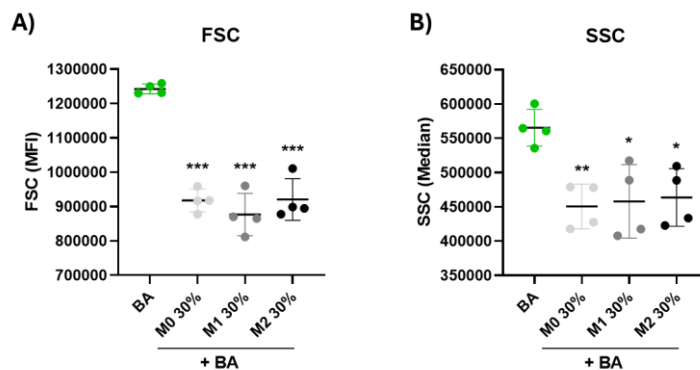 A)
FSC
FSC (MFI)
1300000
1200000
1100000
1000000
900000
800000
700000
***
***
***
BA
M0 30%
M1 30%
M2 30%
+ BA
B)
SSC
SSC (Median)
650000
600000
550000
500000
450000
400000
350000
**
*
*
BA
M0 30%
M1 30%
M2 30%
+ BA